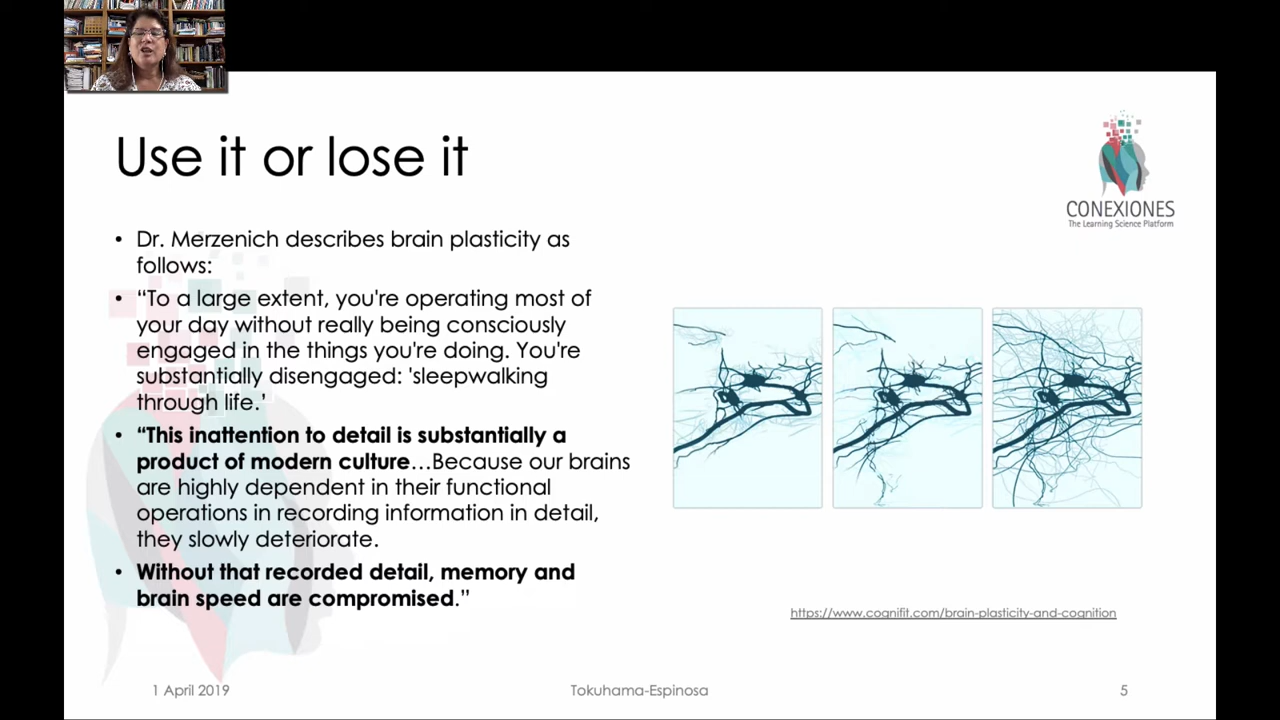 Use it or lose it
CONEXIONES
The Learning Science Platform
• Dr. Merzenich describes brain plasticity as
follows:
• “To a large extent, you're operating most of
your day without really being consciously
engaged in the things you're doing. You're
substantially disengaged: 'sleepwalking
through life.’
• “This inattention to detail is substantially a
product of modern culture…Because our brains
are highly dependent in their functional
operations in recording information in detail,
they slowly deteriorate.
• Without that recorded detail, memory and
brain speed are compromised.”
https://www.cognifit.com/brain-plasticity-and-cognition
1 April 2019
Tokuhama-Espinosa
5